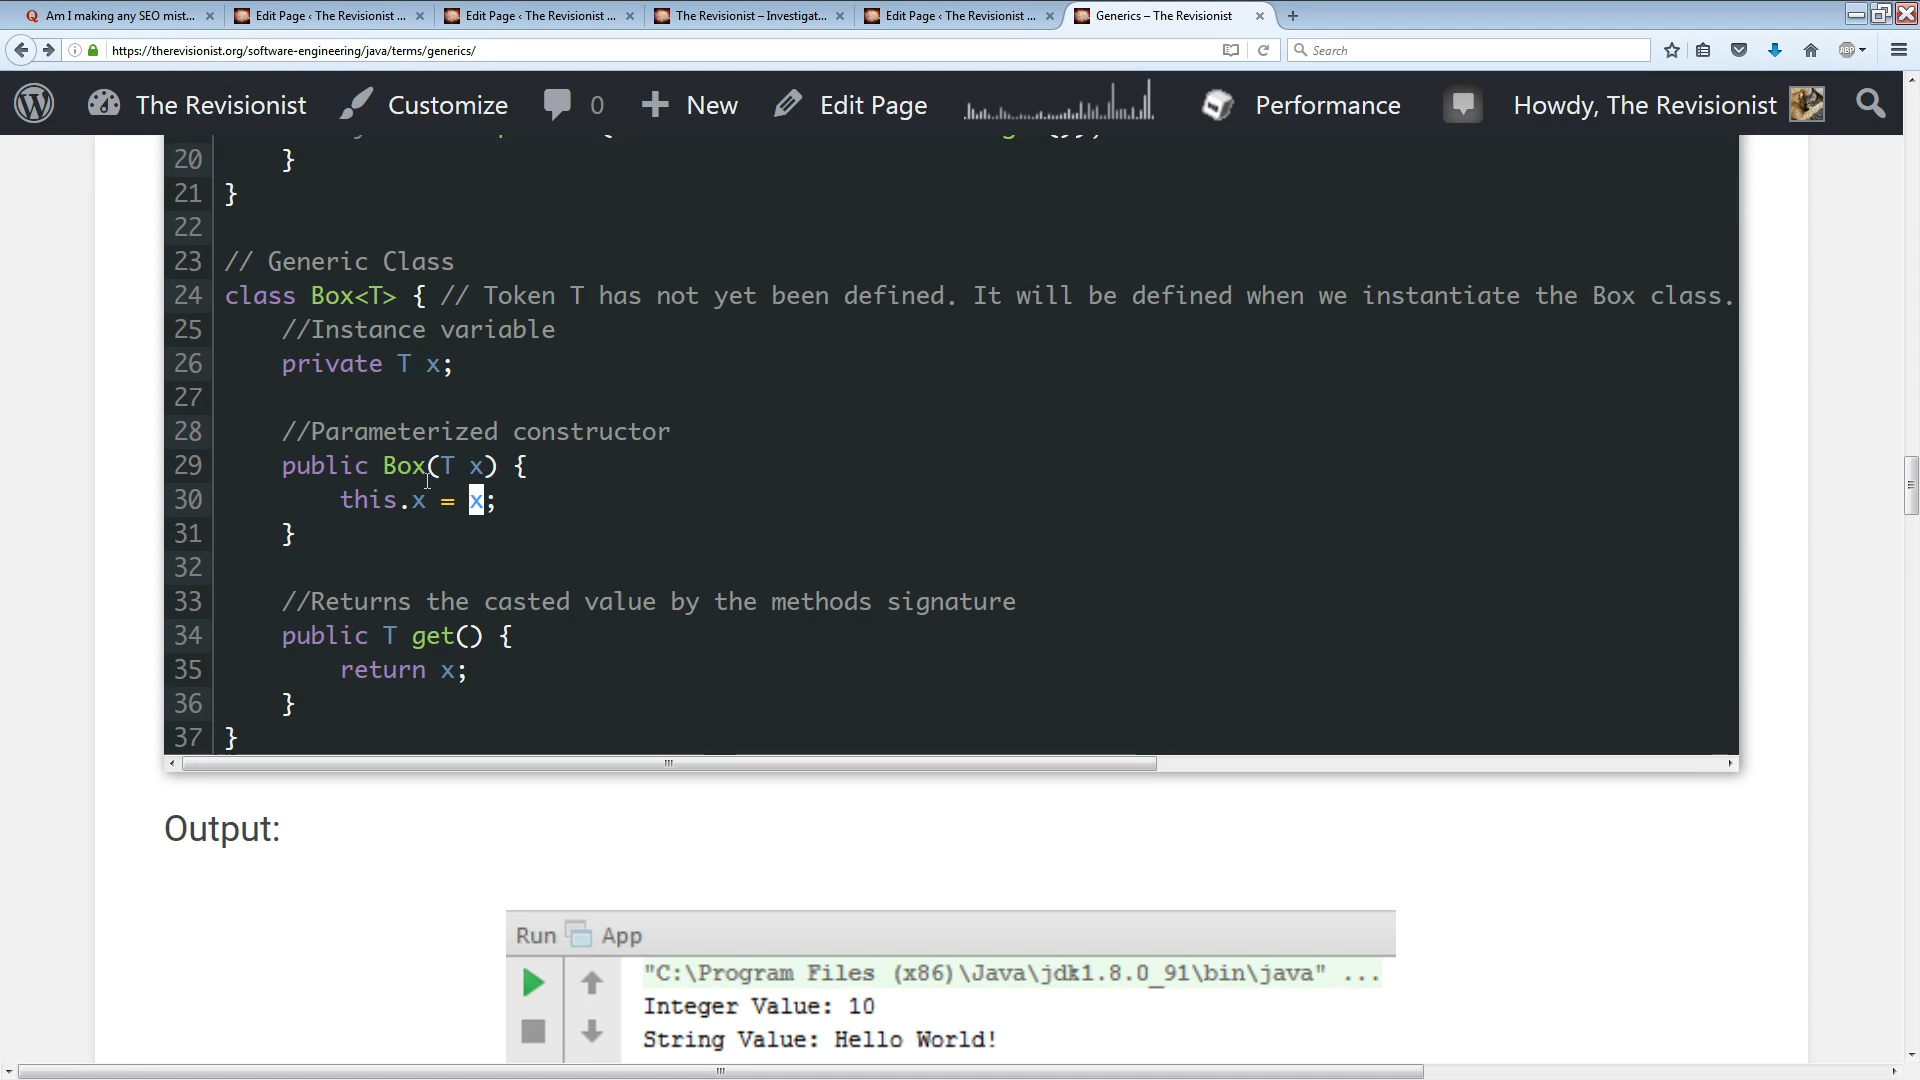 Am I making any SEO mist...
Edit Page ‹ The Revisionist ...
Edit Page ‹ The Revisionist ...
The Revisionist – Investigat...
Edit Page ‹ The Revisionist ...
Generics – The Revisionist
https://therevisionist.org/software-engineering/java/terms/generics/
Search
ABP
The Revisionist
Customize
0
New
Edit Page
Performance
Howdy, The Revisionist
20 }
21 }
22
23 // Generic Class
24 class Box<T> { // Token T has not yet been defined. It will be defined when we instantiate the Box class.
25 //Instance variable
26 private T x;
27
28 //Parameterized constructor
29 public Box(T x) {
30 this.x = x;
31 }
32
33 //Returns the casted value by the methods signature
34 public T get() {
35 return x;
36 }
37 }
Output:
Run App
"C:\Program Files (x86)\Java\jdk1.8.0_91\bin\java" ...
Integer Value: 10
String Value: Hello World!